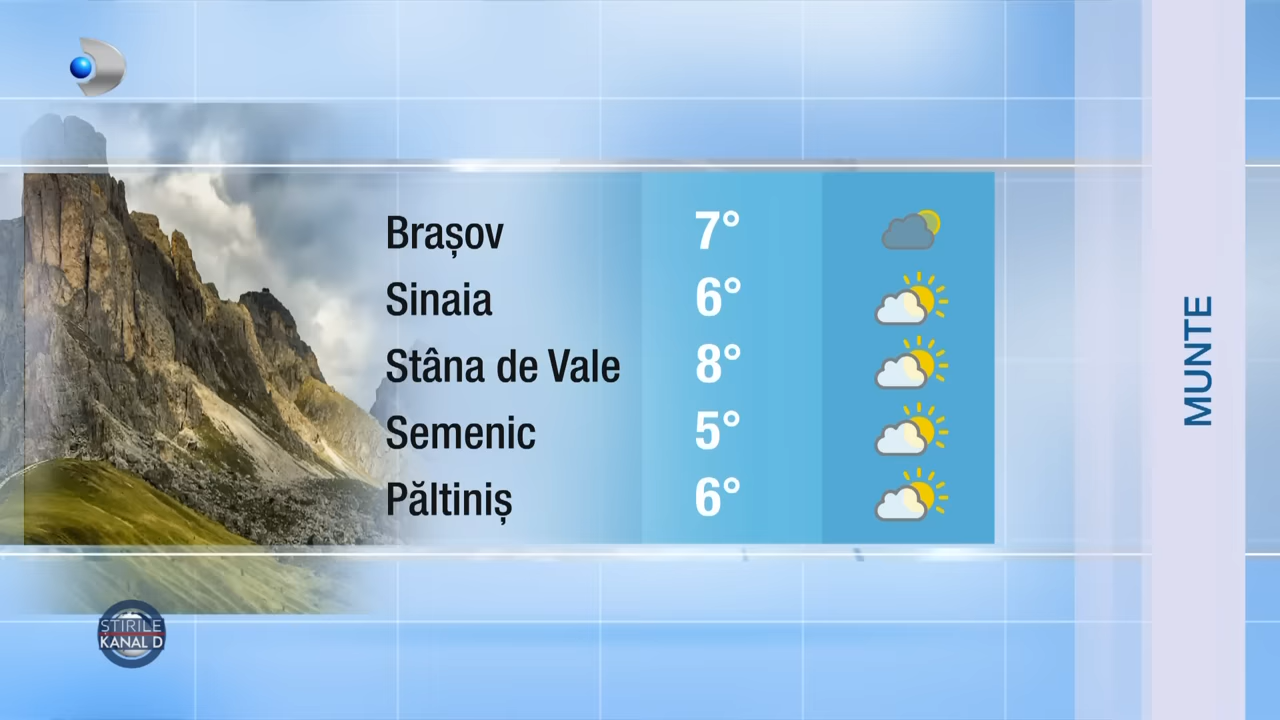 Brașov 7°
Sinaia 6°
Stâna de Vale 8°
Semenic 5°
Păltiniș 6°
MUNTE
STIRILE
KANAL D